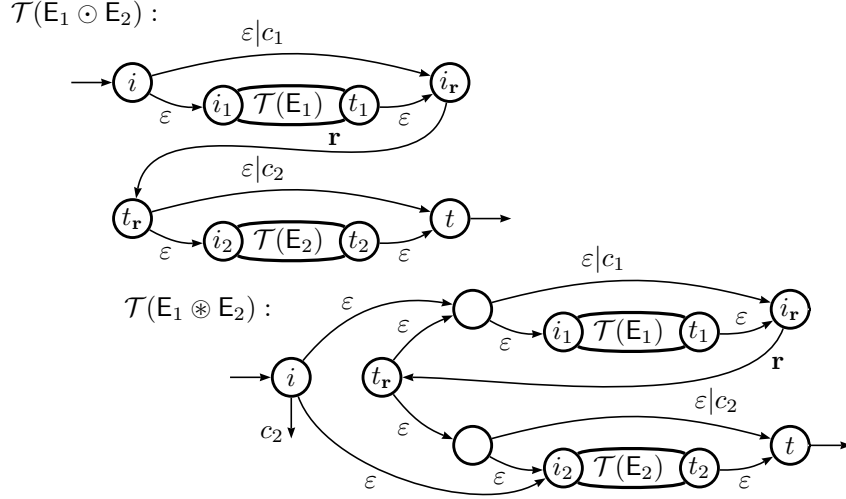 𝒯(E₁ ⊙ E₂) :
ε|c₁
i
i_r
i₁ 𝒯(E₁) t₁
ε
ε
r
ε|c₂
t_r
t
i₂ 𝒯(E₂) t₂
ε
ε
𝒯(E₁ ⊛ E₂) :
ε|c₁
ε
i_r
ε
i₁ 𝒯(E₁) t₁
ε
ε
r
i
t_r
c₂
ε
ε|c₂
t
i₂ 𝒯(E₂) t₂
ε
ε
ε